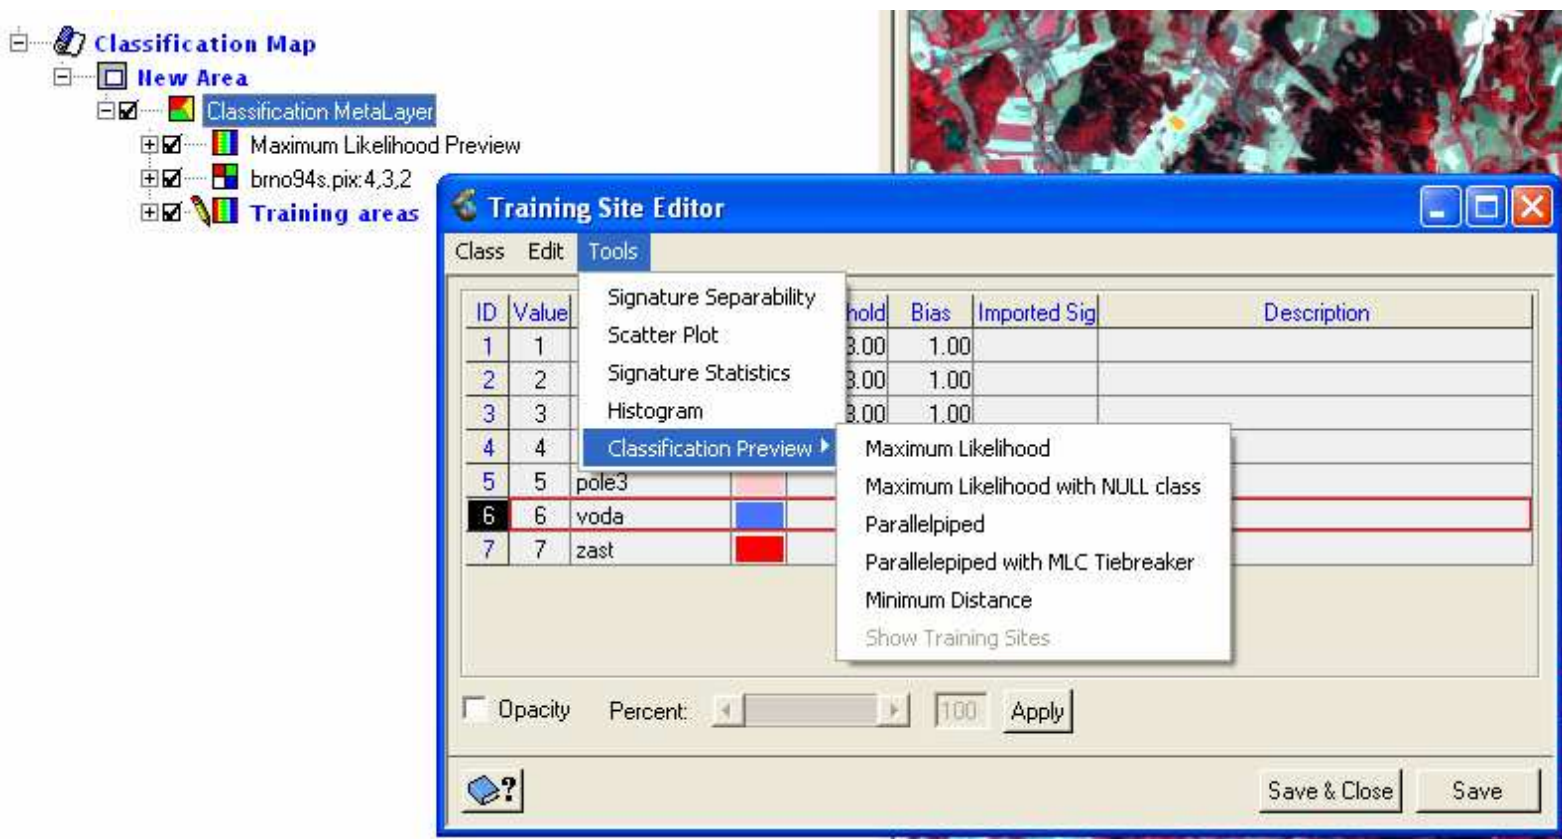 Classification Map
New Area
Classification MetaLayer
Maximum Likelihood Preview
brno94s.pix:4,3,2
Training areas
Training Site Editor
Class Edit Tools
Signature Separability
Scatter Plot
Signature Statistics
Histogram
Classification Preview
Maximum Likelihood
Maximum Likelihood with NULL class
Parallelpiped
Parallelepiped with MLC Tiebreaker
Minimum Distance
Show Training Sites
ID Value hold Bias Imported Sig Description
1 1 3.00 1.00
2 2 3.00 1.00
3 3 3.00 1.00
4 4
5 5 pole3
6 6 voda
7 7 zast
Opacity Percent: 100 Apply
?
Save & Close Save